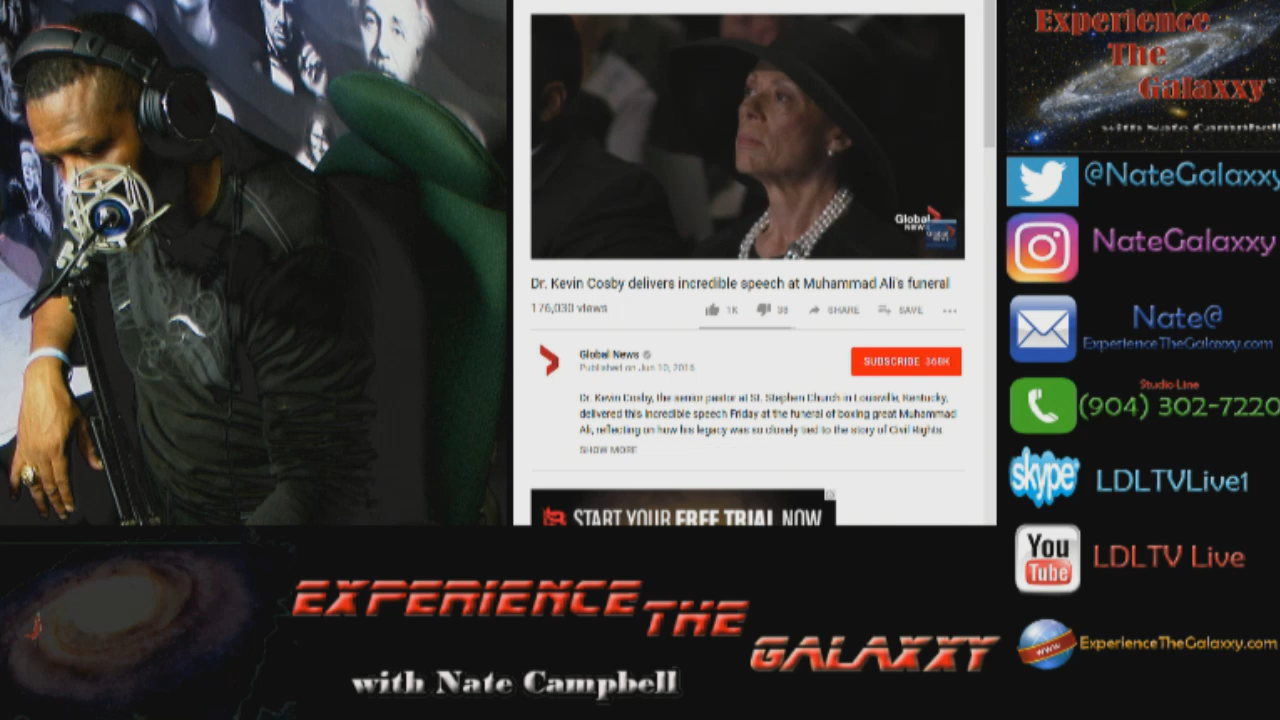 Global
NEWS
Dr. Kevin Cosby delivers incredible speech at Muhammad Ali's funeral
176,030 views
1K
38
SHARE
SAVE
Global News
Published on Jun 10, 2016
SUBSCRIBE 368K
Dr. Kevin Cosby, the senior pastor at St. Stephen Church in Louisville, Kentucky,
delivered this incredible speech Friday at the funeral of boxing great Muhammad
Ali, reflecting on how his legacy was so closely tied to the story of Civil Rights.
SHOW MORE
START YOUR FREE TRIAL NOW
Experience
The
Galaxxy
with Nate Campbell
@NateGalaxxy
NateGalaxxy
Nate@
ExperienceTheGalaxxy.com
Studio Line
(904) 302-7220
skype
LDLTVLive1
You
Tube
LDLTV Live
www
ExperienceTheGalaxxy.com
EXPERIENCE
THE
GALAXXY
with Nate Campbell